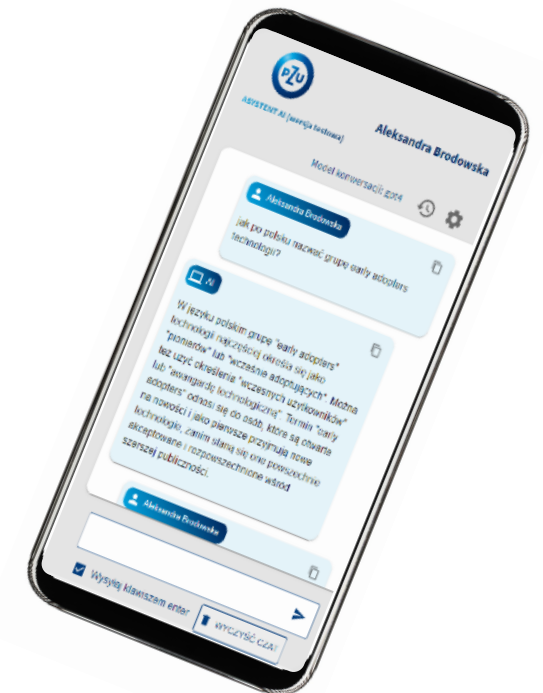 PZU
ASYSTENT AI (wersja testowa)
Aleksandra Brodowska
Model konwersacji: gpt4
Aleksandra Brodowska
jak po polsku nazwać grupę early adopters
technologii?
AI
W języku polskim grupę "early adopters"
technologii najczęściej określa się jako
"pionierów" lub "wcześnie adoptujących". Można
też użyć określenia "wczesnych użytkowników"
lub "awangardę technologiczną". Termin "early
adopters" odnosi się do osób, które są otwarte
na nowości i jako pierwsze przyjmują nowe
technologie, zanim staną się one powszechnie
akceptowane i rozpowszechnione wśród
szerszej publiczności.
Aleksandra Brodowska
Wysyłaj klawiszem enter
WYCZYŚĆ CZAT